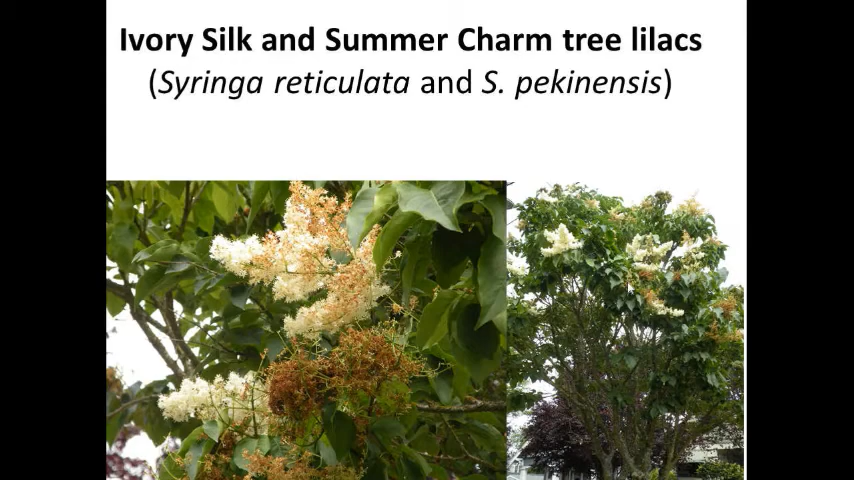 Ivory Silk and Summer Charm tree lilacs
(Syringa reticulata and S. pekinensis)